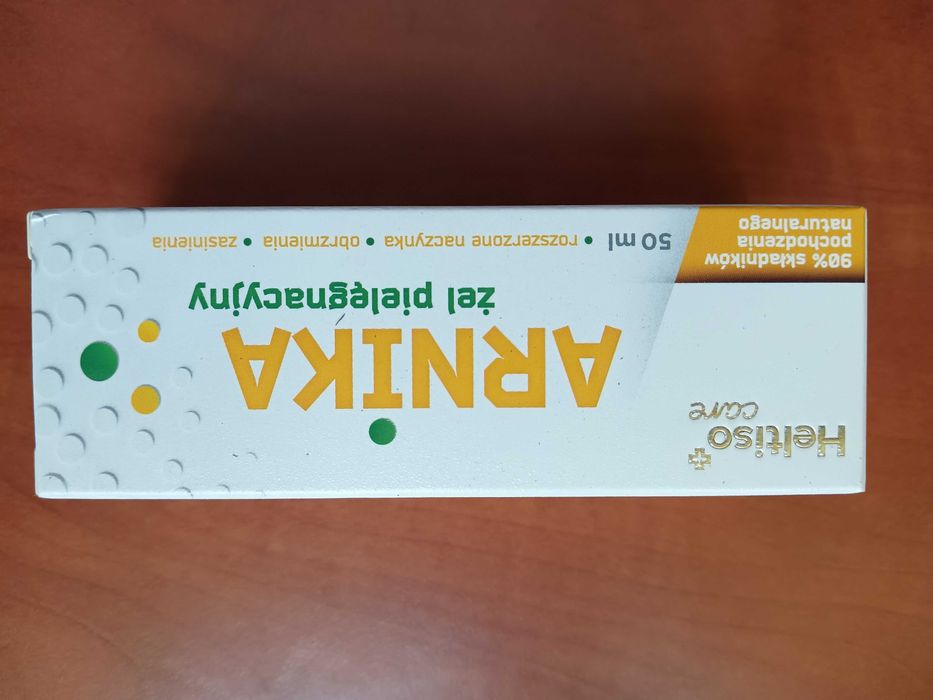 Heltiso
care
ARNIKA
żel pielęgnacyjny
90% składników
pochodzenia
naturalnego
50 ml
• rozszerzone naczynka • obrzmienia • zasinienia